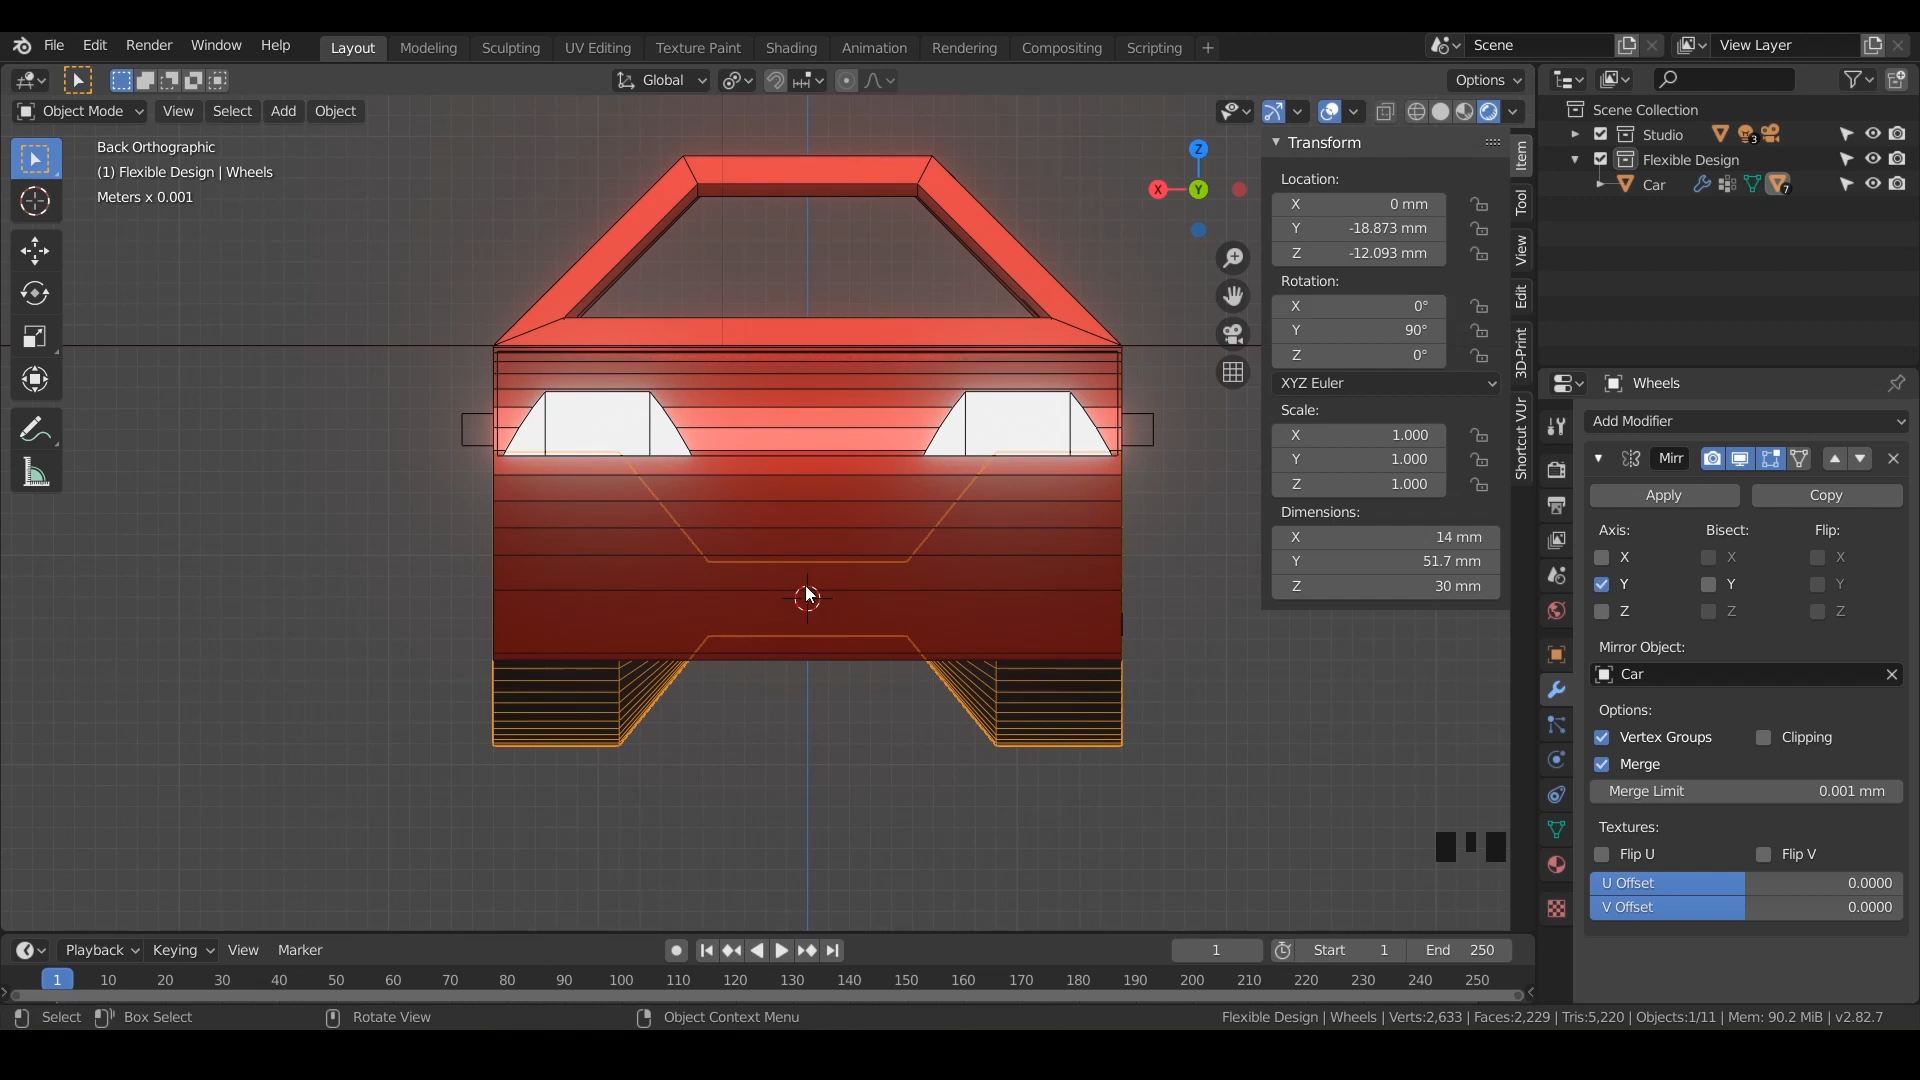 File Edit Render Window Help Layout Modeling Sculpting UV Editing Texture Paint Shading Animation Rendering Compositing Scripting + Scene View Layer
Global Options
Object Mode View Select Add Object
Back Orthographic
(1) Flexible Design | Wheels
Meters x 0.001
Z
X
Y
Transform
Location:
X 0 mm
Y -18.873 mm
Z -12.093 mm
Rotation:
X 0°
Y 90°
Z 0°
XYZ Euler
Scale:
X 1.000
Y 1.000
Z 1.000
Dimensions:
X 14 mm
Y 51.7 mm
Z 30 mm
Item
Tool
View
Edit
3D-Print
Shortcut VUr
Scene Collection
Studio 3
Flexible Design
Car 7
Wheels
Add Modifier
Mirr
Apply Copy
Axis: Bisect: Flip:
X X X
Y Y Y
Z Z Z
Mirror Object:
Car
Options:
Vertex Groups Clipping
Merge
Merge Limit 0.001 mm
Textures:
Flip U Flip V
U Offset 0.0000
V Offset 0.0000
Playback Keying View Marker 1 Start 1 End 250
1 10 20 30 40 50 60 70 80 90 100 110 120 130 140 150 160 170 180 190 200 210 220 230 240 250
Select Box Select Rotate View Object Context Menu Flexible Design | Wheels | Verts:2,633 | Faces:2,229 | Tris:5,220 | Objects:1/11 | Mem: 90.2 MiB | v2.82.7